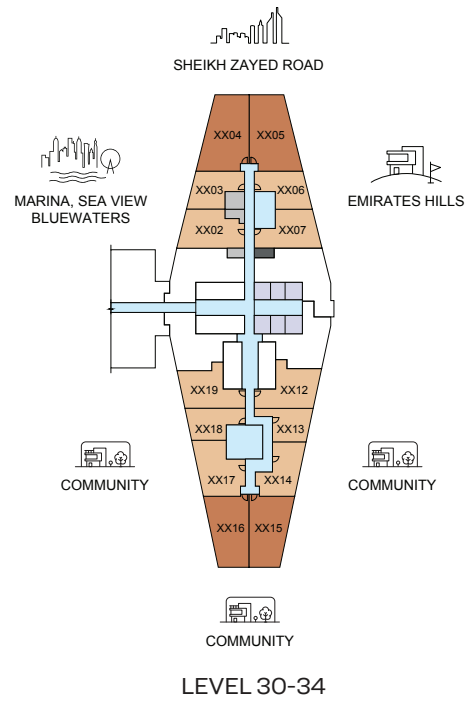 SHEIKH ZAYED ROAD
XX04
XX05
MARINA, SEA VIEW
BLUEWATERS
EMIRATES HILLS
XX03
XX06
XX02
XX07
XX19
XX12
XX18
XX13
COMMUNITY
COMMUNITY
XX17
XX14
XX16
XX15
COMMUNITY
LEVEL 30-34